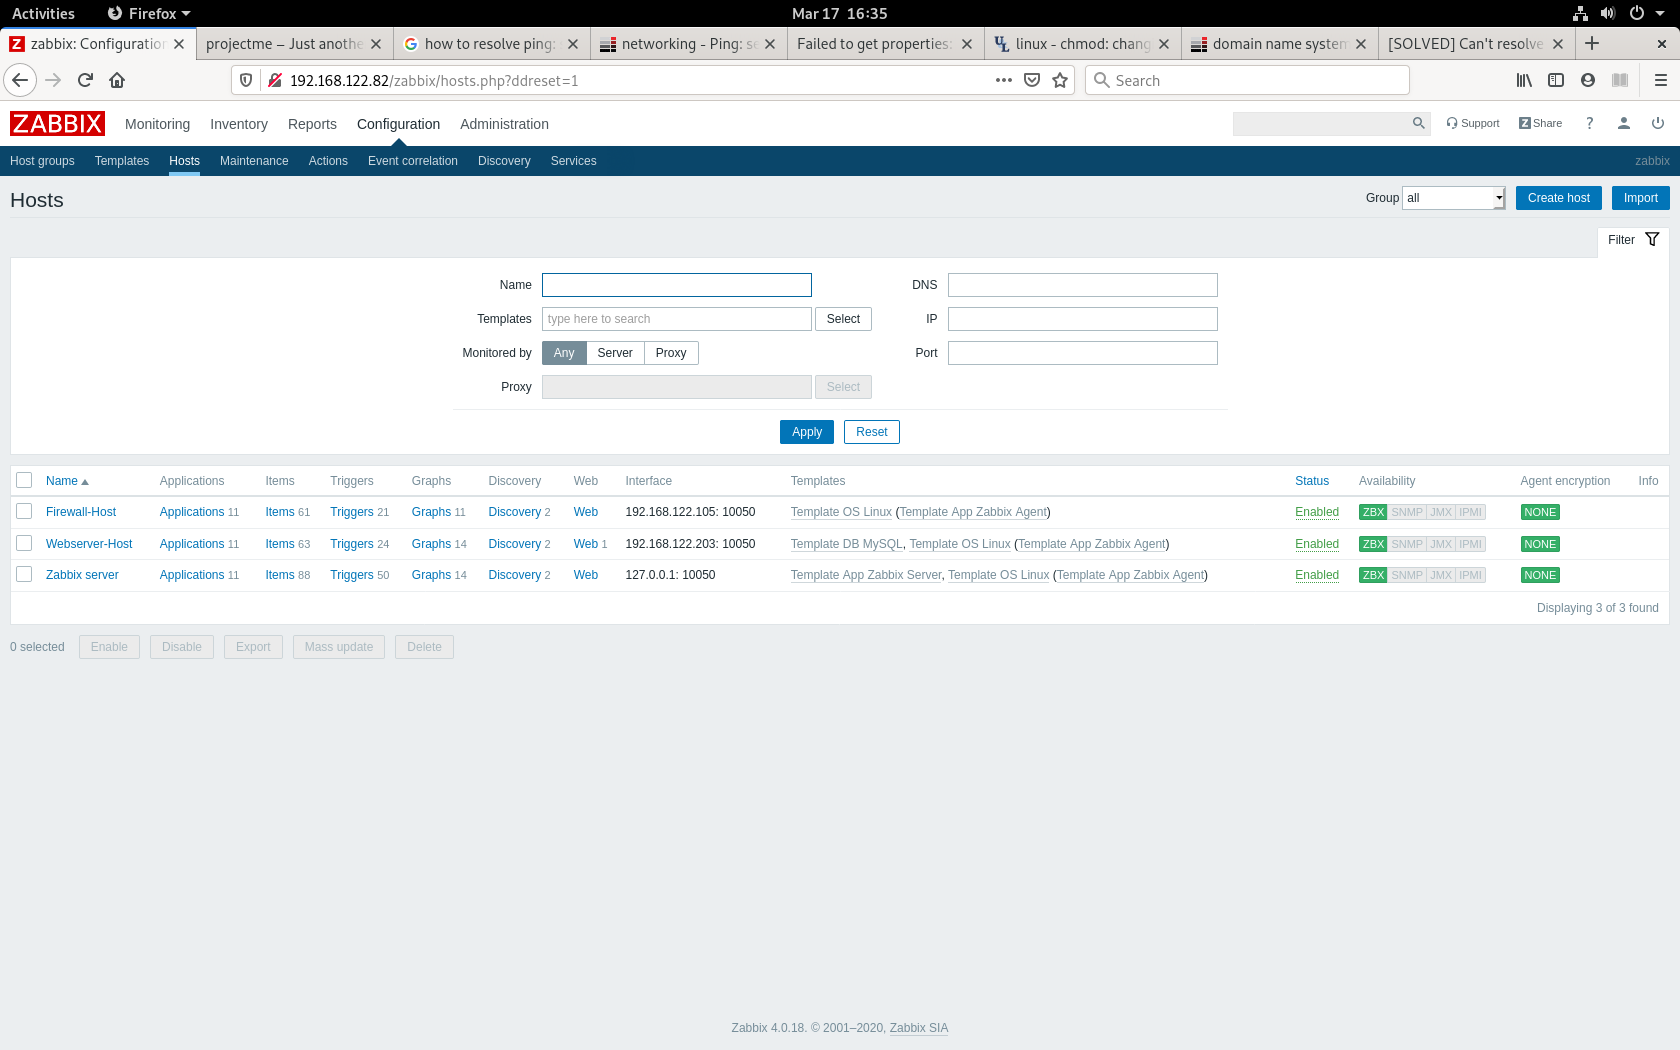 Activities Firefox Mar 17 16:35
zabbix: Configuration projectme – Just anothe how to resolve ping: networking - Ping: se Failed to get properties: linux - chmod: chang domain name system [SOLVED] Can't resolve
192.168.122.82/zabbix/hosts.php?ddreset=1 Search
ZABBIX Monitoring Inventory Reports Configuration Administration Support Z Share ?
Host groups Templates Hosts Maintenance Actions Event correlation Discovery Services zabbix
Hosts Group all Create host Import
Filter
Name DNS
Templates type here to search Select IP
Monitored by Any Server Proxy Port
Proxy Select
Apply Reset
Name Applications Items Triggers Graphs Discovery Web Interface Templates Status Availability Agent encryption Info
Firewall-Host Applications 11 Items 61 Triggers 21 Graphs 11 Discovery 2 Web 192.168.122.105: 10050 Template OS Linux (Template App Zabbix Agent) Enabled ZBX SNMP JMX IPMI NONE
Webserver-Host Applications 11 Items 63 Triggers 24 Graphs 14 Discovery 2 Web 1 192.168.122.203: 10050 Template DB MySQL, Template OS Linux (Template App Zabbix Agent) Enabled ZBX SNMP JMX IPMI NONE
Zabbix server Applications 11 Items 88 Triggers 50 Graphs 14 Discovery 2 Web 127.0.0.1: 10050 Template App Zabbix Server, Template OS Linux (Template App Zabbix Agent) Enabled ZBX SNMP JMX IPMI NONE
Displaying 3 of 3 found
0 selected Enable Disable Export Mass update Delete
Zabbix 4.0.18. © 2001–2020, Zabbix SIA